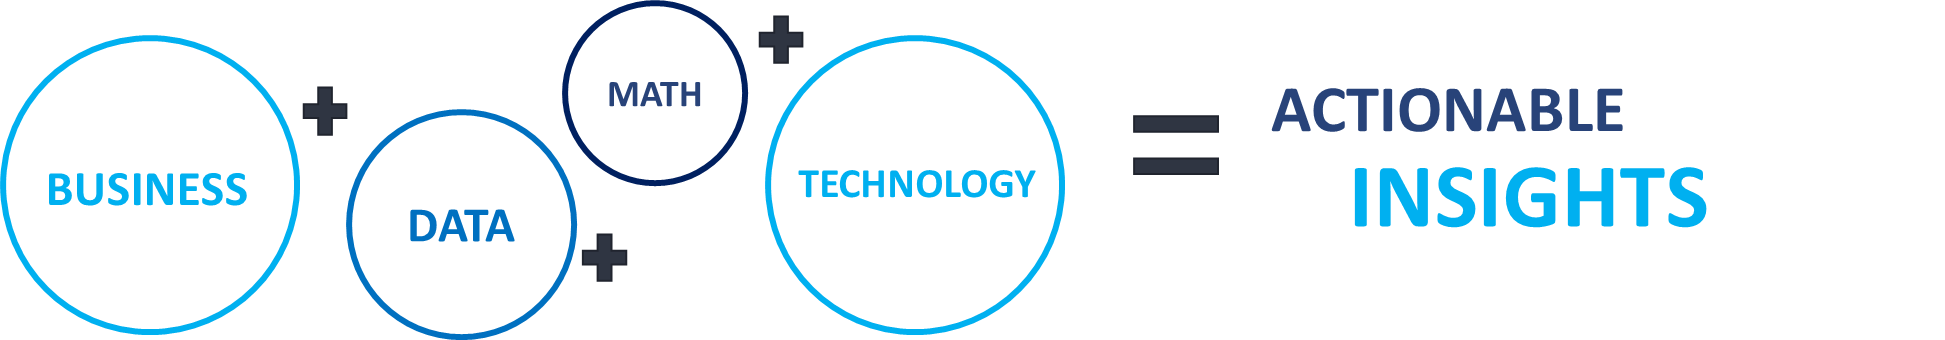 BUSINESS
+
DATA
+
MATH
+
TECHNOLOGY
=
ACTIONABLE
INSIGHTS